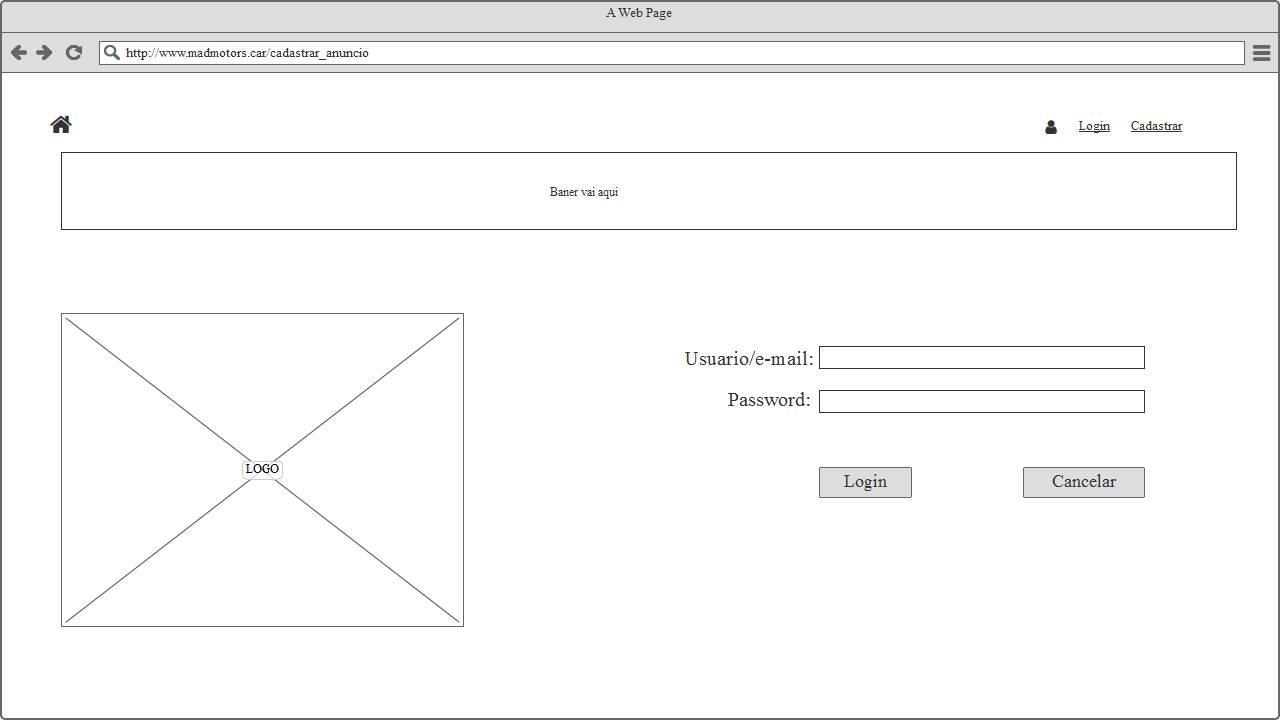 A Web Page
http://www.madmotors.car/cadastrar_anuncio
Login Cadastrar
Baner vai aqui
Usuario/e-mail:
Password:
LOGO
Login Cancelar